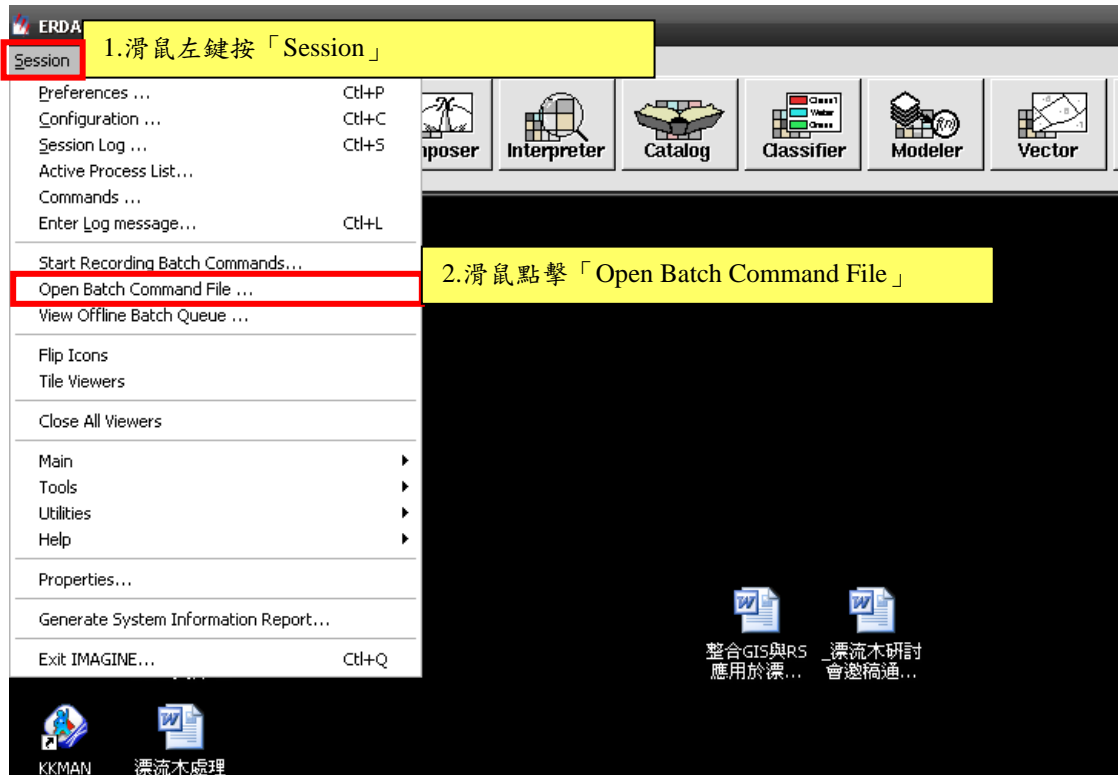 ERDA
1.滑鼠左鍵按「Session」
Session
Preferences ... Ctl+P
Configuration ... Ctl+C
Session Log ... Ctl+S
Active Process List...
Commands ...
Enter Log message... Ctl+L
Start Recording Batch Commands...
Open Batch Command File ...
View Offline Batch Queue ...
Flip Icons
Tile Viewers
Close All Viewers
Main
Tools
Utilities
Help
Properties...
Generate System Information Report...
Exit IMAGINE... Ctl+Q
mposer
Interpreter
Catalog
Class1
Water
Grass
Classifier
f(n)
Modeler
Vector
2.滑鼠點擊「Open Batch Command File」
整合GIS與RS
應用於漂...
_漂流木研討
會邀稿通...
KKMAN
漂流木處理